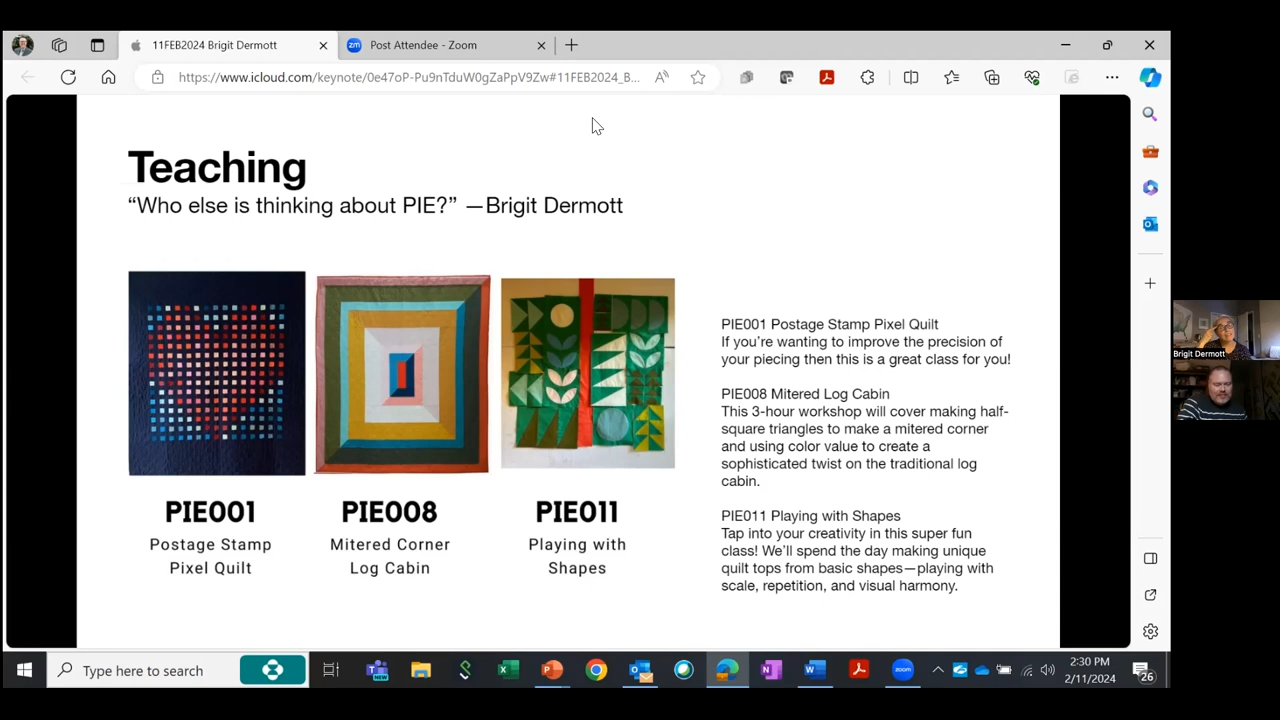 11FEB2024 Brigit Dermott
Post Attendee - Zoom
https://www.icloud.com/keynote/0e47oP-Pu9nTduW0gZaPpV9Zw#11FEB2024_B...
Teaching
“Who else is thinking about PIE?” —Brigit Dermott
PIE001
Postage Stamp
Pixel Quilt
PIE008
Mitered Corner
Log Cabin
PIE011
Playing with
Shapes
PIE001 Postage Stamp Pixel Quilt
If you’re wanting to improve the precision of
your piecing then this is a great class for you!
PIE008 Mitered Log Cabin
This 3-hour workshop will cover making half-
square triangles to make a mitered corner
and using color value to create a
sophisticated twist on the traditional log
cabin.
PIE011 Playing with Shapes
Tap into your creativity in this super fun
class! We’ll spend the day making unique
quilt tops from basic shapes—playing with
scale, repetition, and visual harmony.
Brigit Dermott
Type here to search
2:30 PM
2/11/2024
26